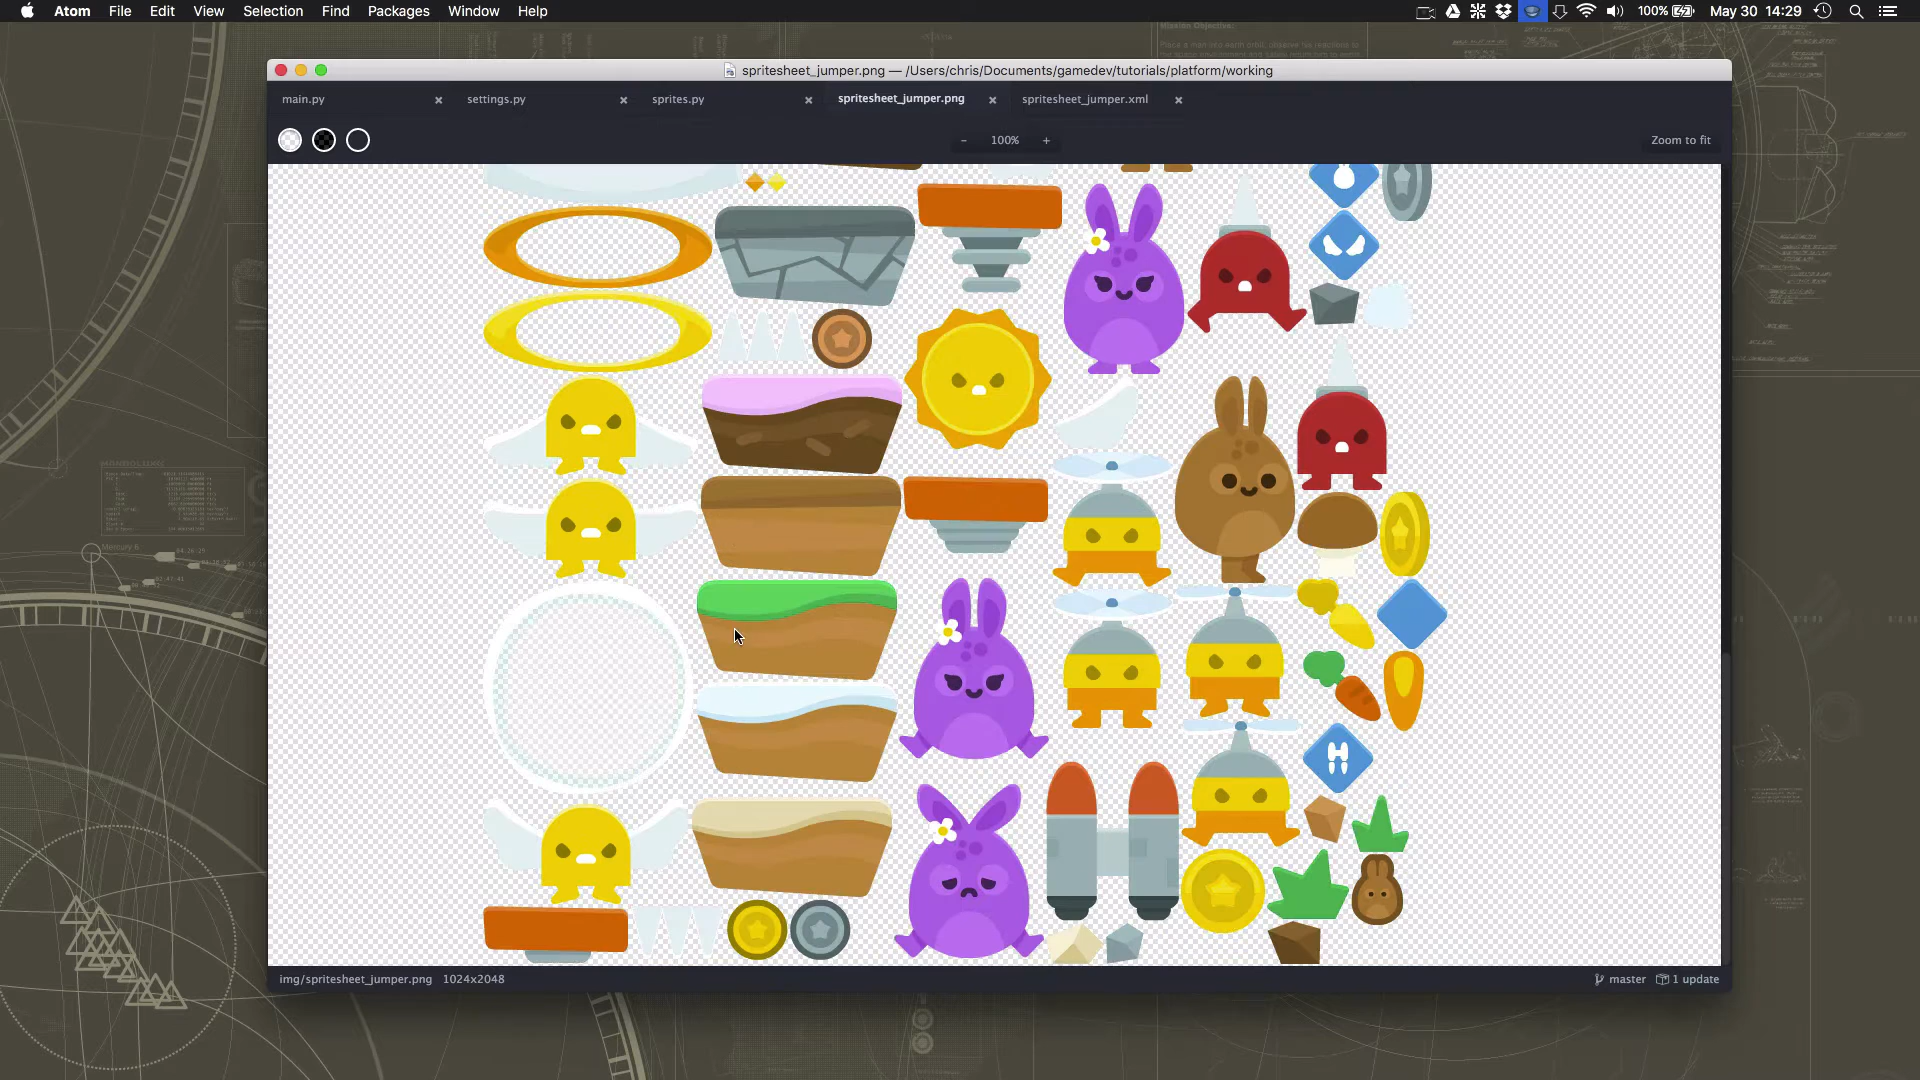 Atom File Edit View Selection Find Packages Window Help 100% May 30 14:29
spritesheet_jumper.png — /Users/chris/Documents/gamedev/tutorials/platform/working
main.py settings.py sprites.py spritesheet_jumper.png spritesheet_jumper.xml
- 100% + Zoom to fit
img/spritesheet_jumper.png 1024x2048 master 1 update